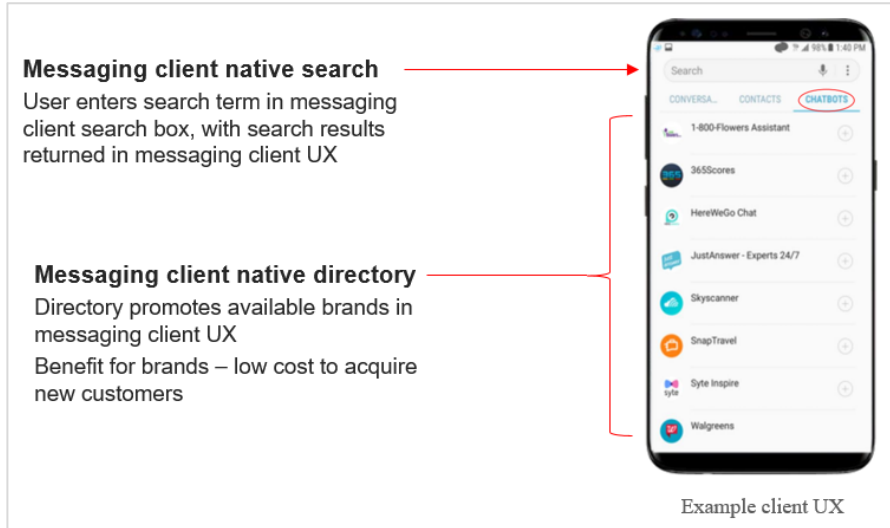 Messaging client native search
User enters search term in messaging
client search box, with search results
returned in messaging client UX
Messaging client native directory
Directory promotes available brands in
messaging client UX
Benefit for brands – low cost to acquire
new customers
98% 1:40 PM
Search
CONVERSA... CONTACTS CHATBOTS
1-800-Flowers Assistant
365
365Scores
HereWeGo Chat
JustAnswer - Experts 24/7
Skyscanner
SnapTravel
syte
Syte Inspire
Walgreens
Example client UX